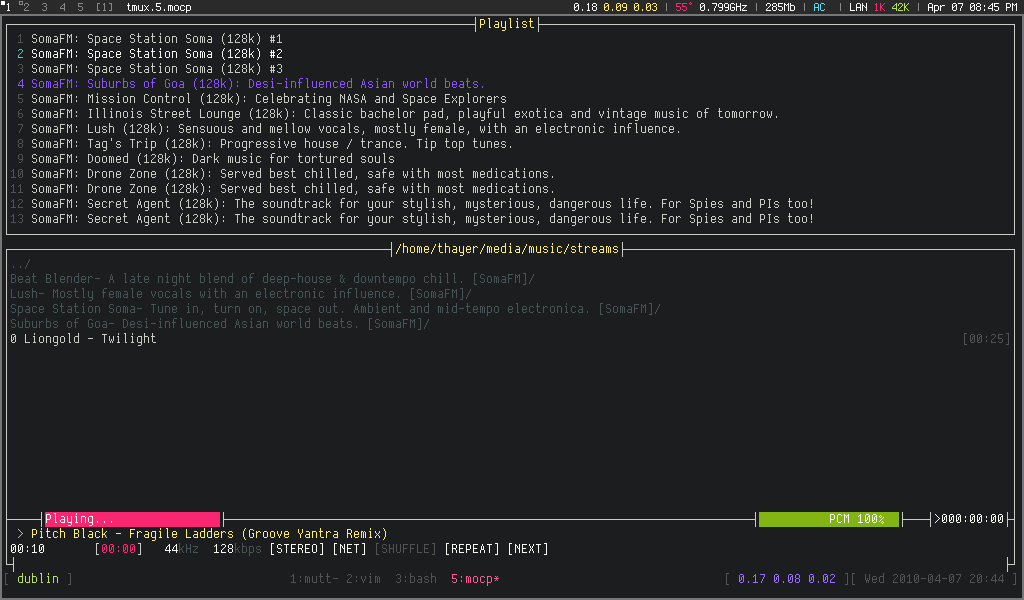 1 2 3 4 5 [1] tmux.5.mocp 0.18 0.09 0.03 | 55° 0.799GHz | 285Mb | AC | LAN 1K 42K | Apr 07 08:45 PM
Playlist
1 SomaFM: Space Station Soma (128k) #1
2 SomaFM: Space Station Soma (128k) #2
3 SomaFM: Space Station Soma (128k) #3
4 SomaFM: Suburbs of Goa (128k): Desi-influenced Asian world beats.
5 SomaFM: Mission Control (128k): Celebrating NASA and Space Explorers
6 SomaFM: Illinois Street Lounge (128k): Classic bachelor pad, playful exotica and vintage music of tomorrow.
7 SomaFM: Lush (128k): Sensuous and mellow vocals, mostly female, with an electronic influence.
8 SomaFM: Tag's Trip (128k): Progressive house / trance. Tip top tunes.
9 SomaFM: Doomed (128k): Dark music for tortured souls
10 SomaFM: Drone Zone (128k): Served best chilled, safe with most medications.
11 SomaFM: Drone Zone (128k): Served best chilled, safe with most medications.
12 SomaFM: Secret Agent (128k): The soundtrack for your stylish, mysterious, dangerous life. For Spies and PIs too!
13 SomaFM: Secret Agent (128k): The soundtrack for your stylish, mysterious, dangerous life. For Spies and PIs too!
/home/thayer/media/music/streams
../
Beat Blender- A late night blend of deep-house & downtempo chill. [SomaFM]/
Lush- Mostly female vocals with an electronic influence. [SomaFM]/
Space Station Soma- Tune in, turn on, space out. Ambient and mid-tempo electronica. [SomaFM]/
Suburbs of Goa- Desi-influenced Asian world beats. [SomaFM]/
0 Liongold - Twilight [00:25]
Playing... PCM 100% >000:00:00
> Pitch Black - Fragile Ladders (Groove Yantra Remix)
00:10 [00:00] 44kHz 128kbps [STEREO] [NET] [SHUFFLE] [REPEAT] [NEXT]
[ dublin ] 1:mutt- 2:vim 3:bash 5:mocp* [ 0.17 0.08 0.02 ][ Wed 2010-04-07 20:44 ]